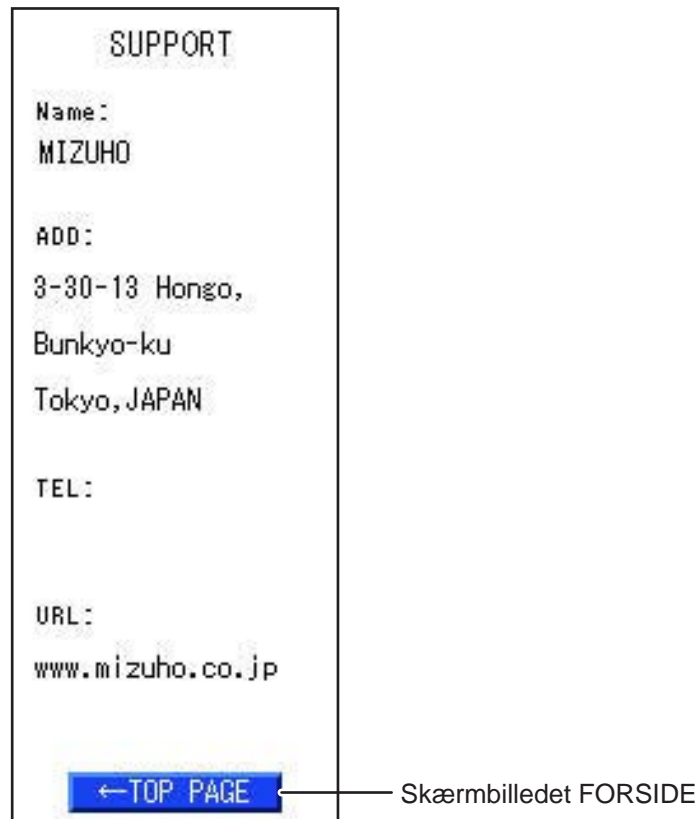 SUPPORT
Name:
MIZUHO
ADD:
3-30-13 Hongo,
Bunkyo-ku
Tokyo,JAPAN
TEL:
URL:
www.mizuho.co.jp
←TOP PAGE
Skærmbilledet FORSIDE